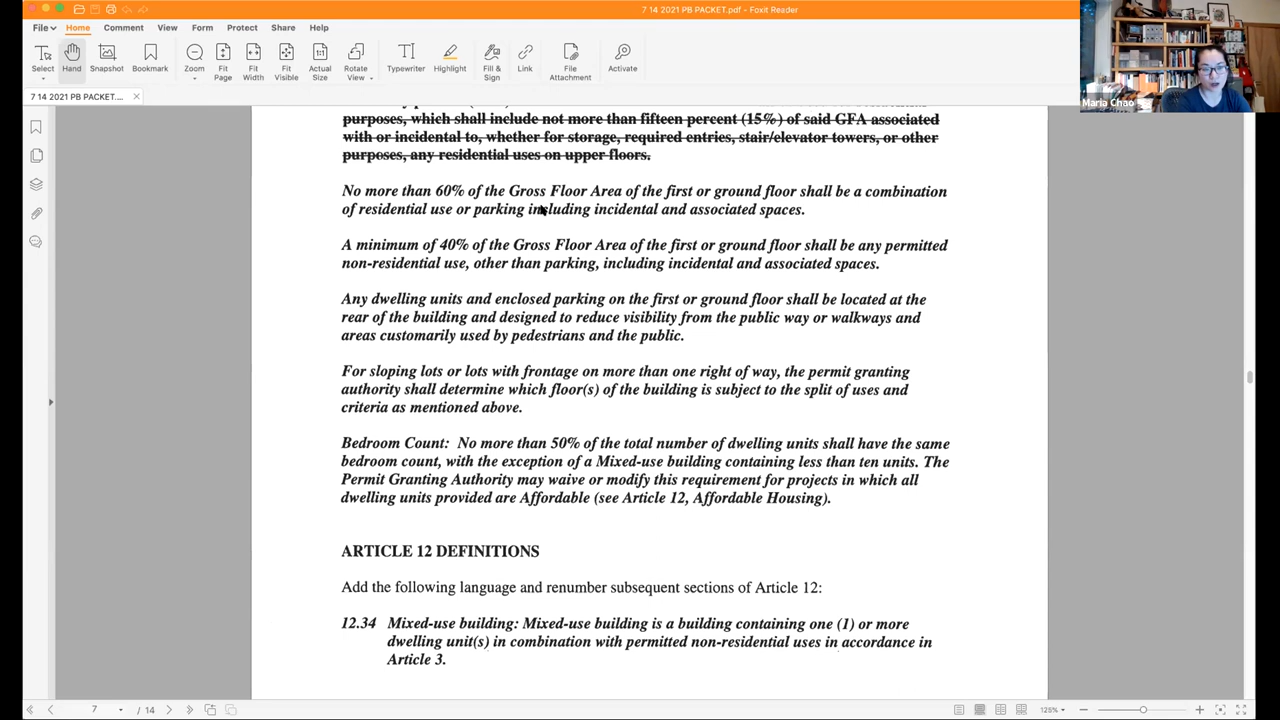 7 14 2021 PB PACKET.pdf - Foxit Reader
File Home Comment View Form Protect Share Help
Select Hand Snapshot Bookmark Zoom Fit Page Fit Width Fit Visible Actual Size Rotate View Typewriter Highlight Fill & Sign Link File Attachment Activate
Maria Chao
7 14 2021 PB PACKET....
purposes, which shall include not more than fifteen percent (15%) of said GFA associated
with or incidental to, whether for storage, required entries, stair/elevator towers, or other
purposes, any residential uses on upper floors.
No more than 60% of the Gross Floor Area of the first or ground floor shall be a combination
of residential use or parking including incidental and associated spaces.
A minimum of 40% of the Gross Floor Area of the first or ground floor shall be any permitted
non-residential use, other than parking, including incidental and associated spaces.
Any dwelling units and enclosed parking on the first or ground floor shall be located at the
rear of the building and designed to reduce visibility from the public way or walkways and
areas customarily used by pedestrians and the public.
For sloping lots or lots with frontage on more than one right of way, the permit granting
authority shall determine which floor(s) of the building is subject to the split of uses and
criteria as mentioned above.
Bedroom Count: No more than 50% of the total number of dwelling units shall have the same
bedroom count, with the exception of a Mixed-use building containing less than ten units. The
Permit Granting Authority may waive or modify this requirement for projects in which all
dwelling units provided are Affordable (see Article 12, Affordable Housing).
ARTICLE 12 DEFINITIONS
Add the following language and renumber subsequent sections of Article 12:
12.34 Mixed-use building: Mixed-use building is a building containing one (1) or more
dwelling unit(s) in combination with permitted non-residential uses in accordance in
Article 3.
7 / 14
125%